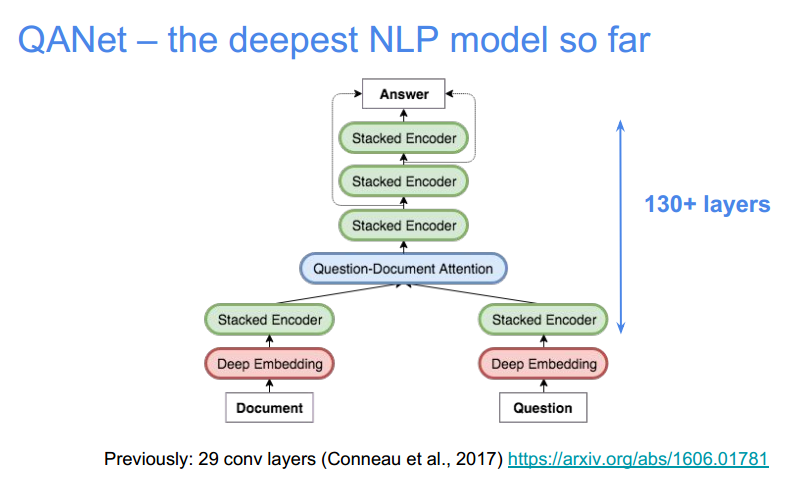 QANet – the deepest NLP model so far
Answer
Stacked Encoder
Stacked Encoder
130+ layers
Stacked Encoder
Question-Document Attention
Stacked Encoder
Stacked Encoder
Deep Embedding
Deep Embedding
Document
Question
Previously: 29 conv layers (Conneau et al., 2017) https://arxiv.org/abs/1606.01781